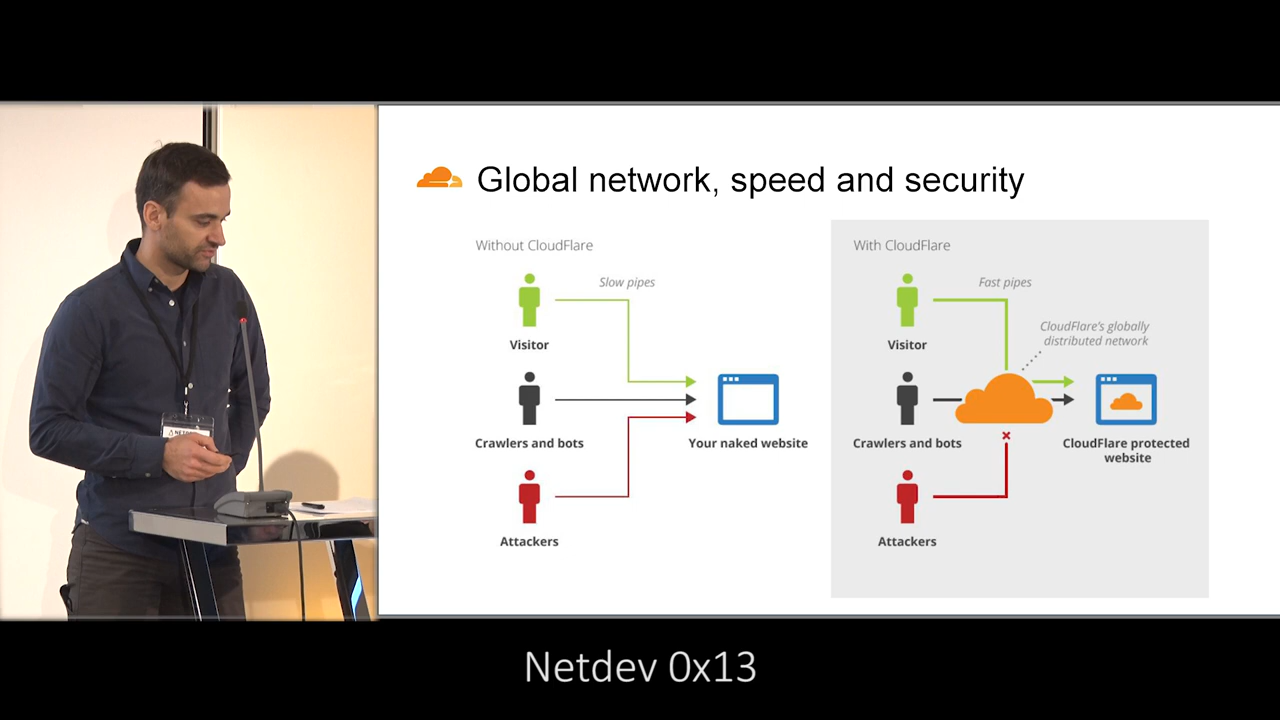 Global network, speed and security
Without CloudFlare
Slow pipes
Visitor
Crawlers and bots
Your naked website
Attackers
With CloudFlare
Fast pipes
CloudFlare's globally
distributed network
Visitor
Crawlers and bots
CloudFlare protected
website
Attackers
Netdev 0x13